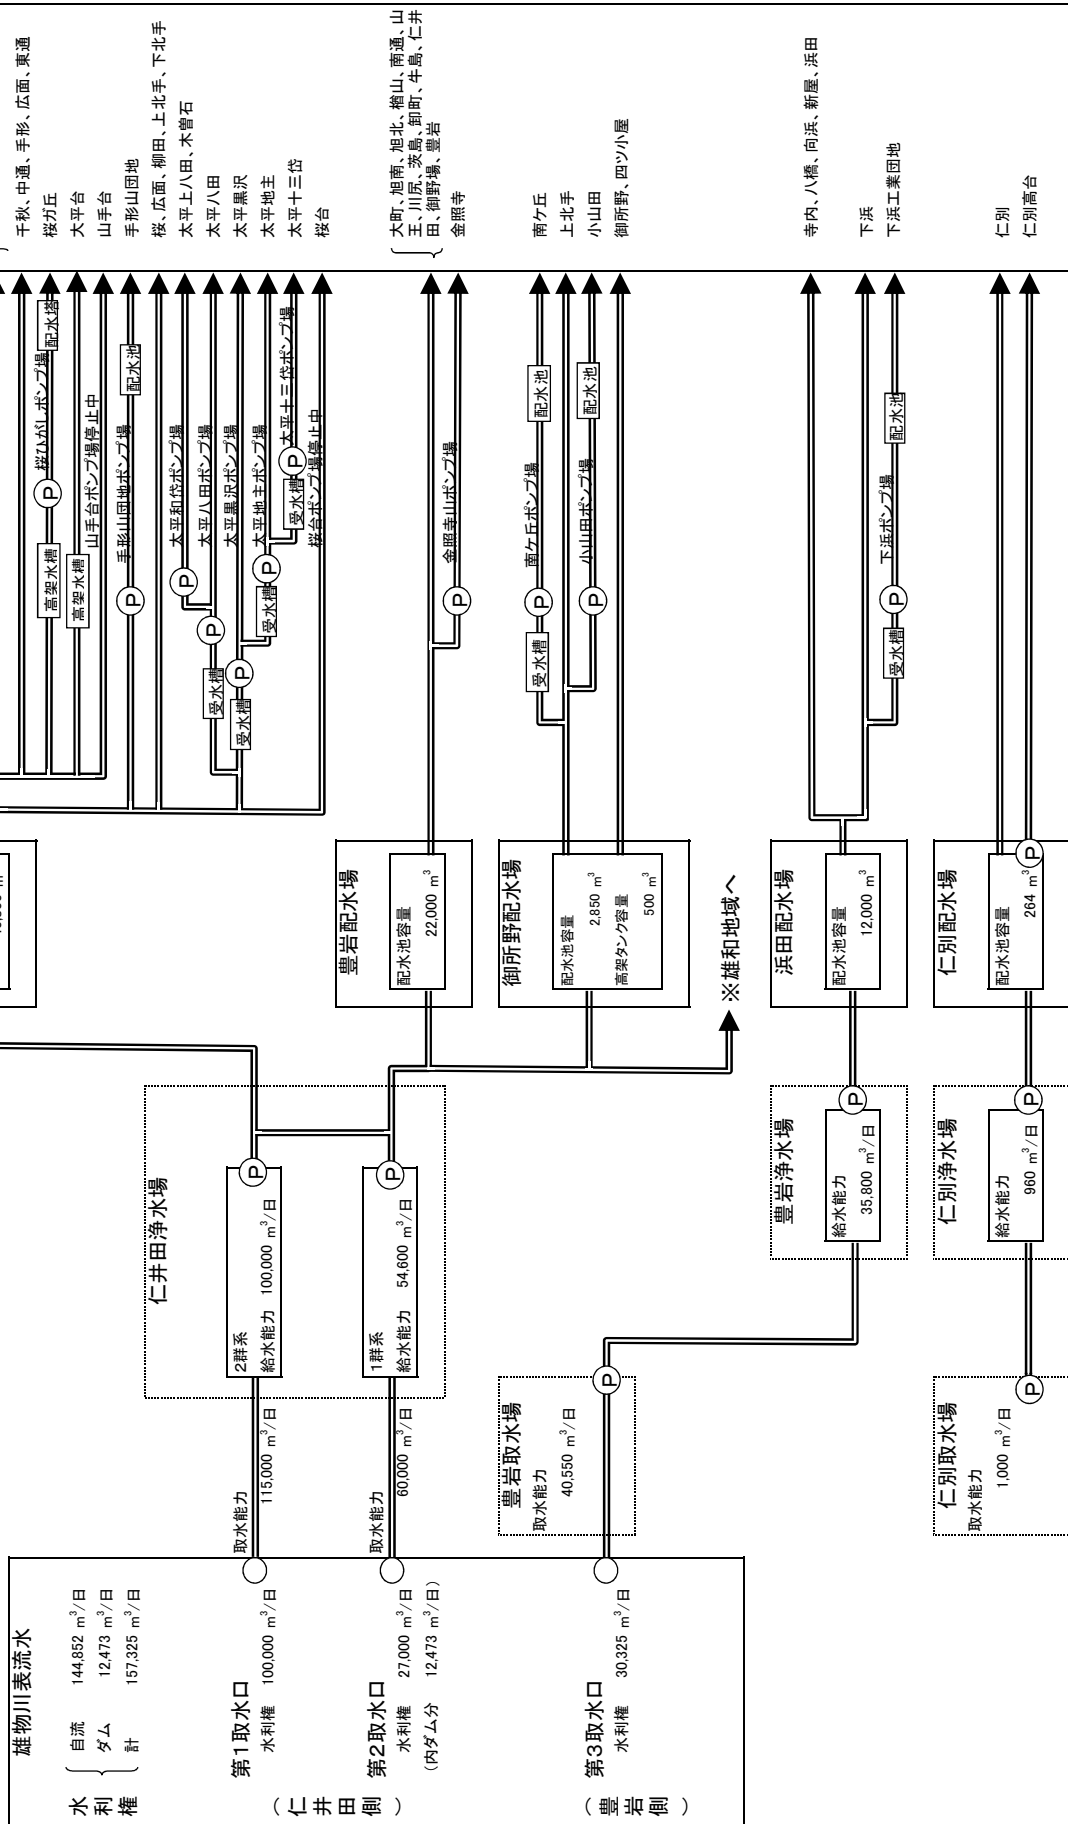 雄物川表流水
水利権
自流 144,852 m³/日
ダム 12,473 m³/日
計 157,325 m³/日
（仁井田側）
第1取水口
水利権 100,000 m³/日
取水能力
115,000 m³/日
第2取水口
水利権 27,000 m³/日
(内ダム分 12,473 m³/日)
取水能力
60,000 m³/日
（豊岩側）
第3取水口
水利権 30,325 m³/日
豊岩取水場
取水能力
40,550 m³/日
P
仁別取水場
取水能力
1,000 m³/日
P
仁井田浄水場
2群系
給水能力 100,000 m³/日
P
1群系
給水能力 54,600 m³/日
P
豊岩浄水場
給水能力
35,800 m³/日
P
仁別浄水場
給水能力
960 m³/日
P
豊岩配水場
配水池容量
22,000 m³
御所野配水場
配水池容量
2,850 m³
高架タンク容量
500 m³
※雄和地域へ
浜田配水場
配水池容量
12,000 m³
仁別配水場
配水池容量
264 m³
P
高架水槽
P
桜ひがしポンプ場
配水塔
高架水槽
山手台ポンプ場停止中
P
手形山団地ポンプ場
配水池
P
太平和岱ポンプ場
受水槽
P
太平八田ポンプ場
受水槽
P
太平黒沢ポンプ場
受水槽
P
太平地主ポンプ場
受水槽
P
太平十三岱ポンプ場
桜台ポンプ場停止中
P
金照寺山ポンプ場
受水槽
P
南ケ丘ポンプ場
配水池
P
小山田ポンプ場
配水池
受水槽
P
下浜ポンプ場
配水池
千秋、中通、手形、広面、東通
桜ガ丘
大平台
山手台
手形山団地
桜、広面、柳田、上北手、下北手
太平上八田、木曽石
太平八田
太平黒沢
太平地主
太平十三岱
桜台
大町、旭南、旭北、楢山、南通、山
王、川尻、茨島、卸町、牛島、仁井
田、御野場、豊岩
金照寺
南ケ丘
上北手
小山田
御所野、四ツ小屋
寺内、八橋、向浜、新屋、浜田
下浜
下浜工業団地
仁別
仁別高台